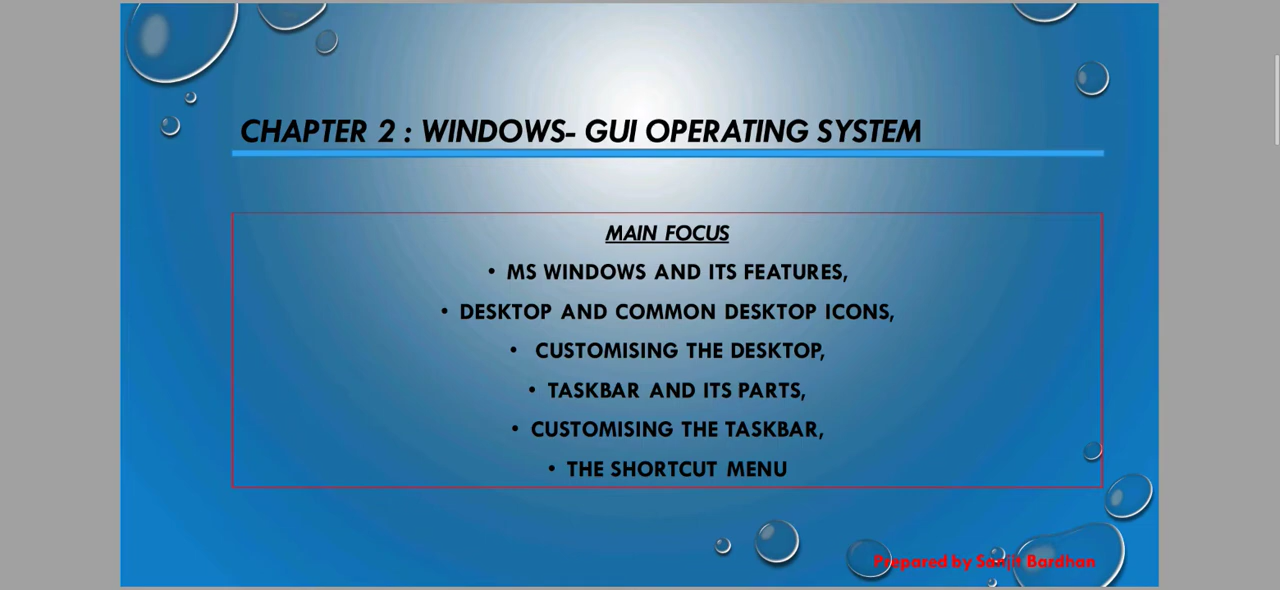 CHAPTER 2 : WINDOWS- GUI OPERATING SYSTEM
MAIN FOCUS
• MS WINDOWS AND ITS FEATURES,
• DESKTOP AND COMMON DESKTOP ICONS,
• CUSTOMISING THE DESKTOP,
• TASKBAR AND ITS PARTS,
• CUSTOMISING THE TASKBAR,
• THE SHORTCUT MENU
Prepared by Sanjit Bardhan